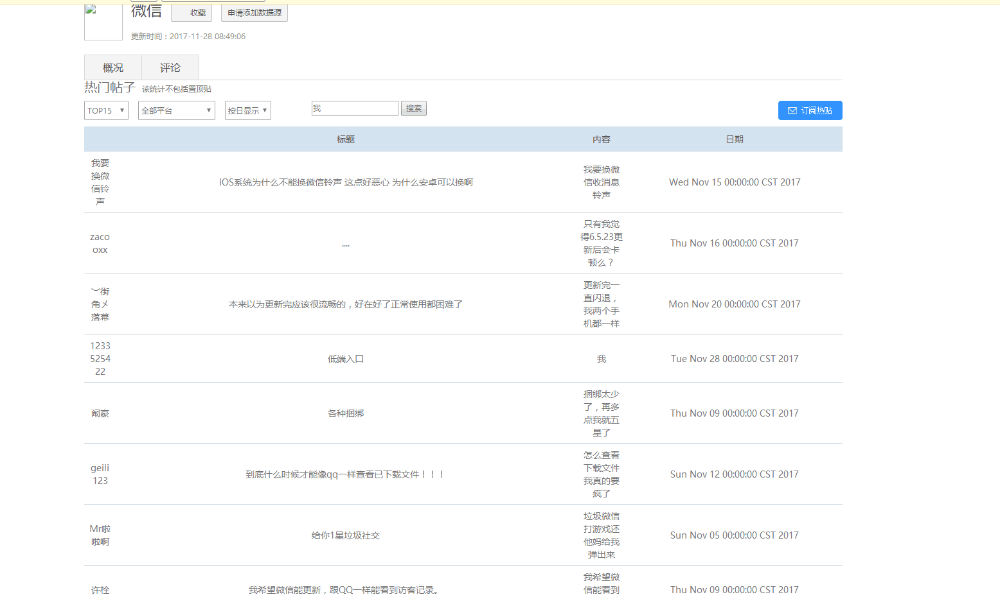 微信
收藏
申请添加数据源
更新时间：2017-11-28 08:49:06
概况
评论
热门帖子 该统计不包括置顶贴
TOP15
全部平台
按日显示
我
搜索
订阅热贴
标题
内容
日期
我要
换微
信铃
声
iOS系统为什么不能换微信铃声 这点好恶心 为什么安卓可以换啊
我要换微
信收消息
铃声
Wed Nov 15 00:00:00 CST 2017
zaco
oxx
....
只有我觉
得6.5.23更
新后会卡
顿么？
Thu Nov 16 00:00:00 CST 2017
︶街
角メ
落幕
本来以为更新完应该很流畅的，好在好了正常使用都困难了
更新完一
直闪退，
我两个手
机都一样
Mon Nov 20 00:00:00 CST 2017
1233
5254
22
低端入口
我
Tue Nov 28 00:00:00 CST 2017
阚豪
各种捆绑
捆绑太少
了，再多
点我就五
星了
Thu Nov 09 00:00:00 CST 2017
geili
123
到底什么时候才能像qq一样查看已下载文件！！！
怎么查看
下载文件
我真的要
疯了
Sun Nov 12 00:00:00 CST 2017
Mr啦
啦啊
给你1星垃圾社交
垃圾微信
打游戏还
他妈给我
弹出来
Sun Nov 05 00:00:00 CST 2017
许栓
我希望微信能更新，跟QQ一样能看到访客记录。
我希望微
信能看到
Thu Nov 09 00:00:00 CST 2017